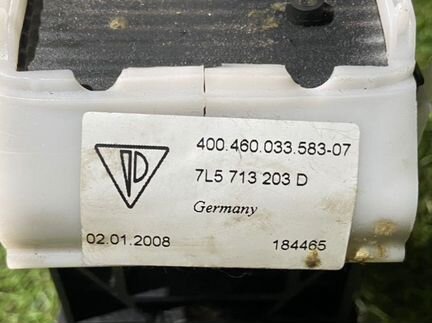 400.460.033.583-07
7L5 713 203 D
Germany
02.01.2008 184465